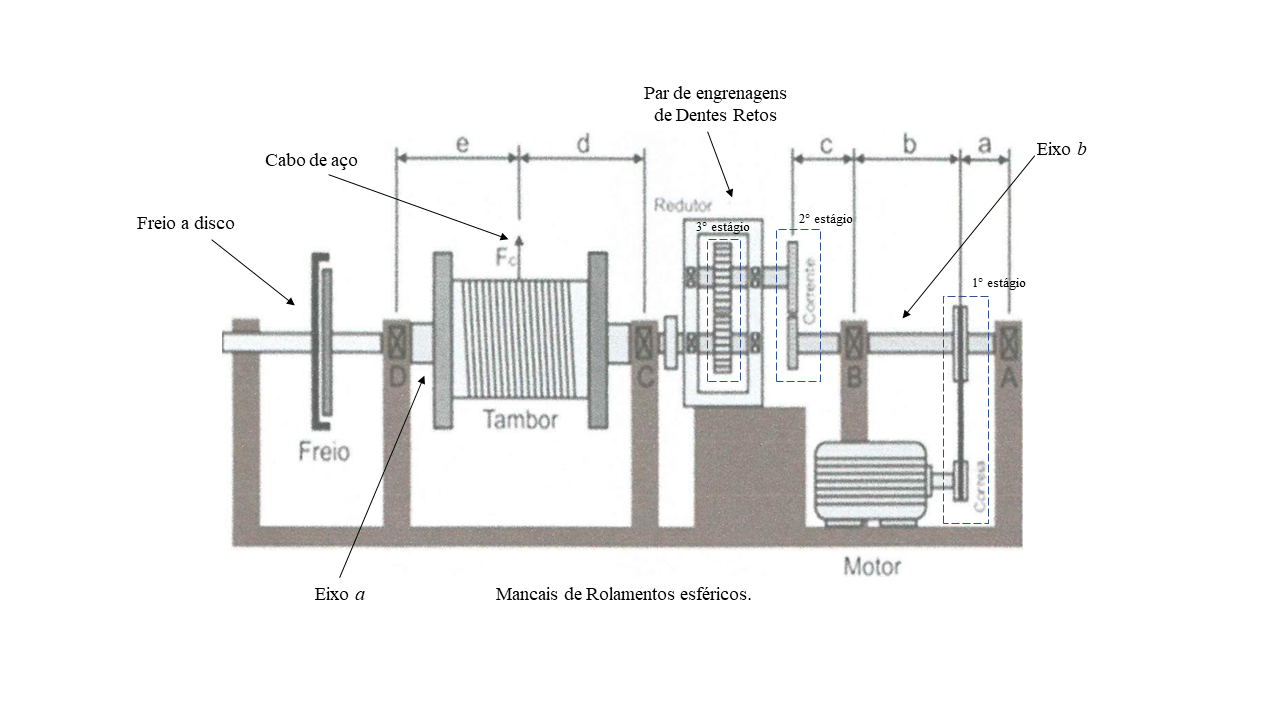 Par de engrenagens
de Dentes Retos
e
d
c
b
a
Eixo b
Cabo de aço
Redutor
2° estágio
Freio a disco
3° estágio
Fc
Corrente
1° estágio
D
C
B
A
Tambor
Freio
Correia
Motor
Eixo a
Mancais de Rolamentos esféricos.